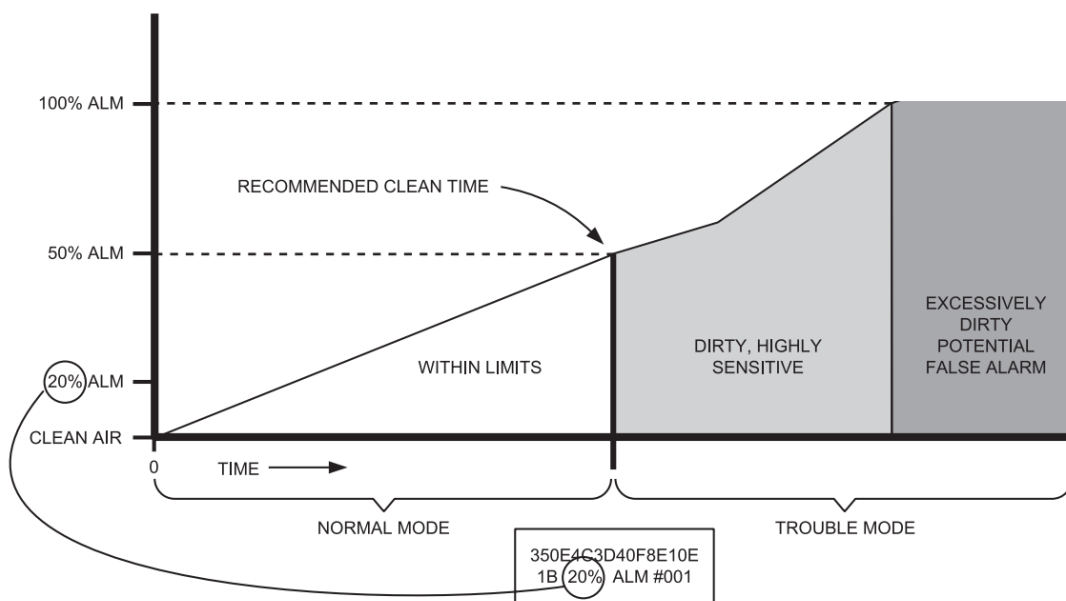 100% ALM
RECOMMENDED CLEAN TIME
50% ALM
EXCESSIVELY
DIRTY
POTENTIAL
FALSE ALARM
DIRTY, HIGHLY
SENSITIVE
WITHIN LIMITS
20% ALM
CLEAN AIR
0
TIME
NORMAL MODE
TROUBLE MODE
350E4C3D40F8E10E
1B 20% ALM #001